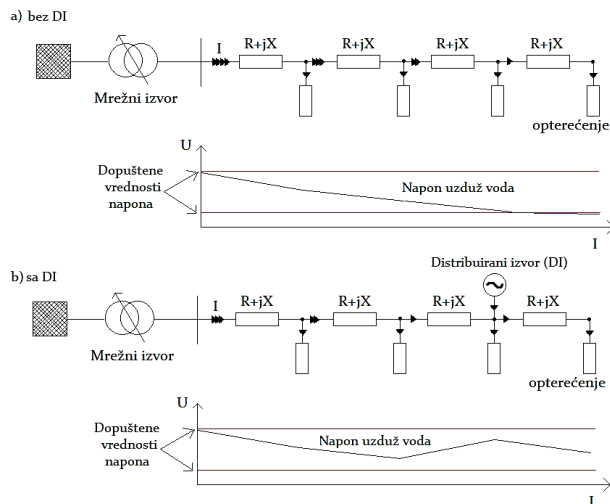 a) bez DI
I
R+jX
R+jX
R+jX
R+jX
Mrežni izvor
opterećenje
U
Dopuštene
vrednosti
napona
Napon uzduž voda
I
Distribuirani izvor (DI)
b) sa DI
I
R+jX
R+jX
R+jX
R+jX
Mrežni izvor
opterećenje
U
Dopuštene
vrednosti
napona
Napon uzduž voda
I